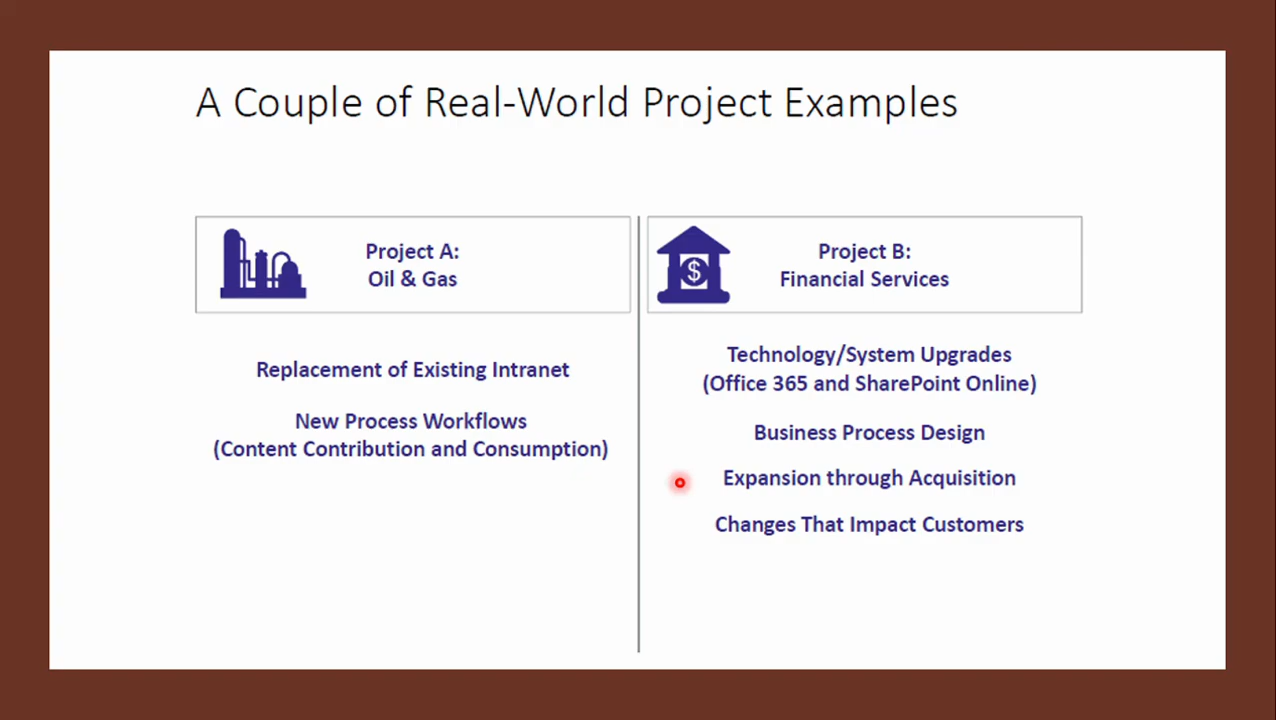 A Couple of Real-World Project Examples
Project A:
Oil & Gas
Replacement of Existing Intranet
New Process Workflows
(Content Contribution and Consumption)
$
Project B:
Financial Services
Technology/System Upgrades
(Office 365 and SharePoint Online)
Business Process Design
Expansion through Acquisition
Changes That Impact Customers